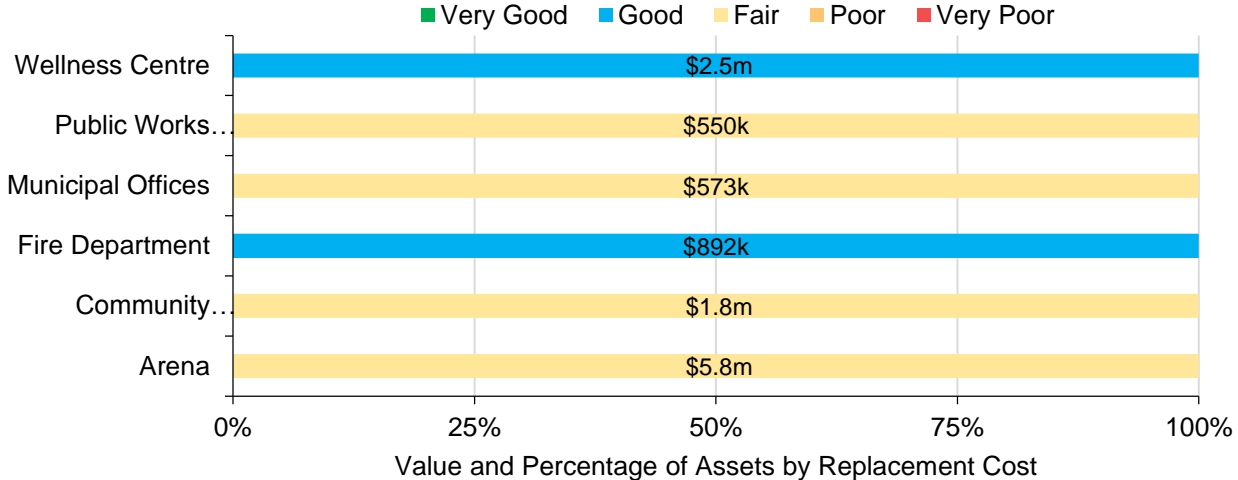 Very Good Good Fair Poor Very Poor
Wellness Centre $2.5m
Public Works… $550k
Municipal Offices $573k
Fire Department $892k
Community… $1.8m
Arena $5.8m
0% 25% 50% 75% 100%
Value and Percentage of Assets by Replacement Cost